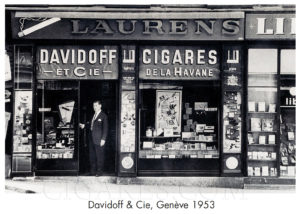 LAURENS
DAVIDOFF
ET CIE
CIGARES
DE LA HAVANE
Davidoff & Cie, Genève 1953